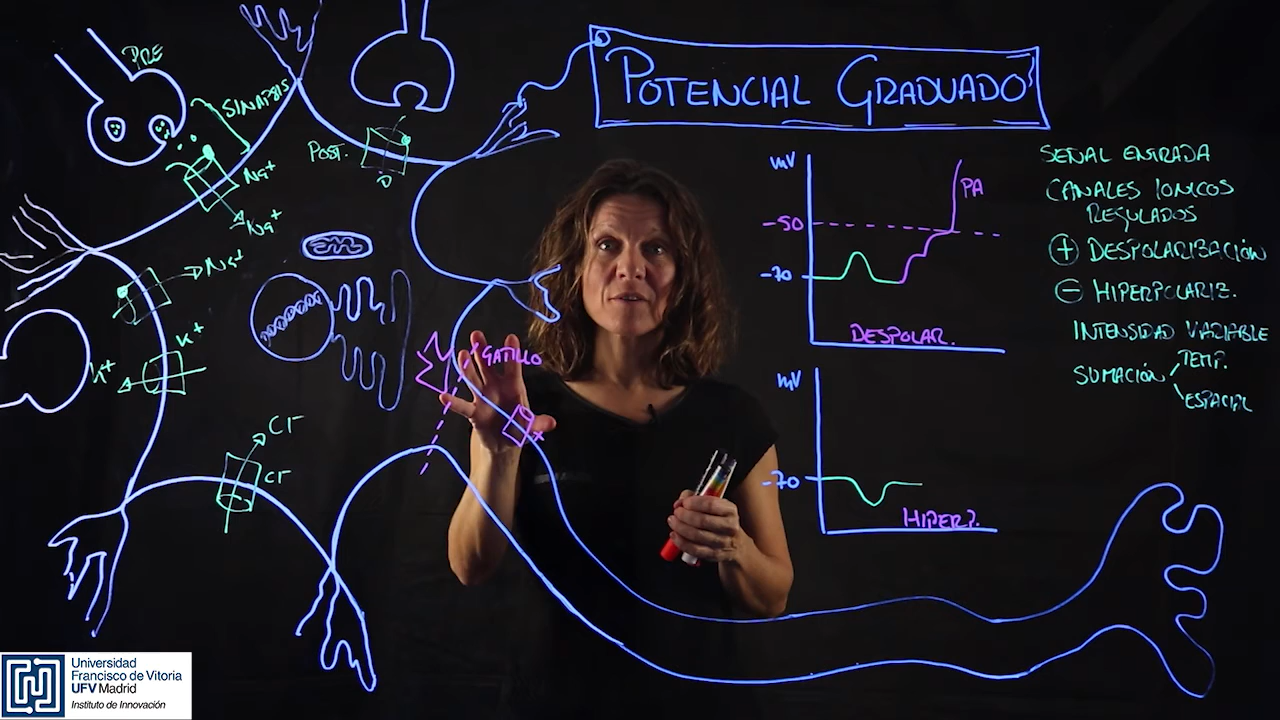 POTENCIAL GRADUADO
PRE
SINAPSIS
Na+
Na+
POST.
Na+
K+
K+
Cl-
Cl-
GATILLO
mV
-50
-70
PA
DESPOLAR.
mV
-70
HIPERP.
SEÑAL ENTRADA
CANALES IONICOS
REGULADOS
+ DESPOLARIZACIÓN
- HIPERPOLARIZ.
INTENSIDAD VARIABLE
SUMACIÓN
TEMP.
ESPACIAL
Universidad
Francisco de Vitoria
UFV Madrid
Instituto de Innovación